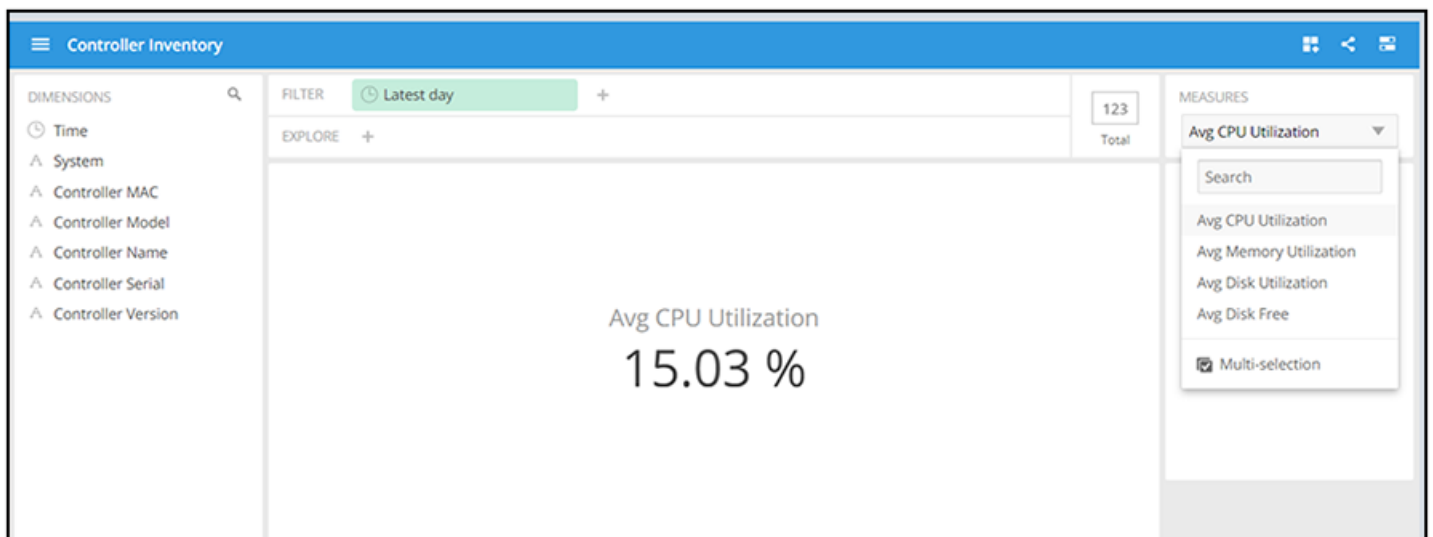 Controller Inventory
DIMENSIONS
Time
System
Controller MAC
Controller Model
Controller Name
Controller Serial
Controller Version
FILTER
Latest day
+
EXPLORE +
123
Total
Avg CPU Utilization
15.03 %
MEASURES
Avg CPU Utilization
Search
Avg CPU Utilization
Avg Memory Utilization
Avg Disk Utilization
Avg Disk Free
Multi-selection